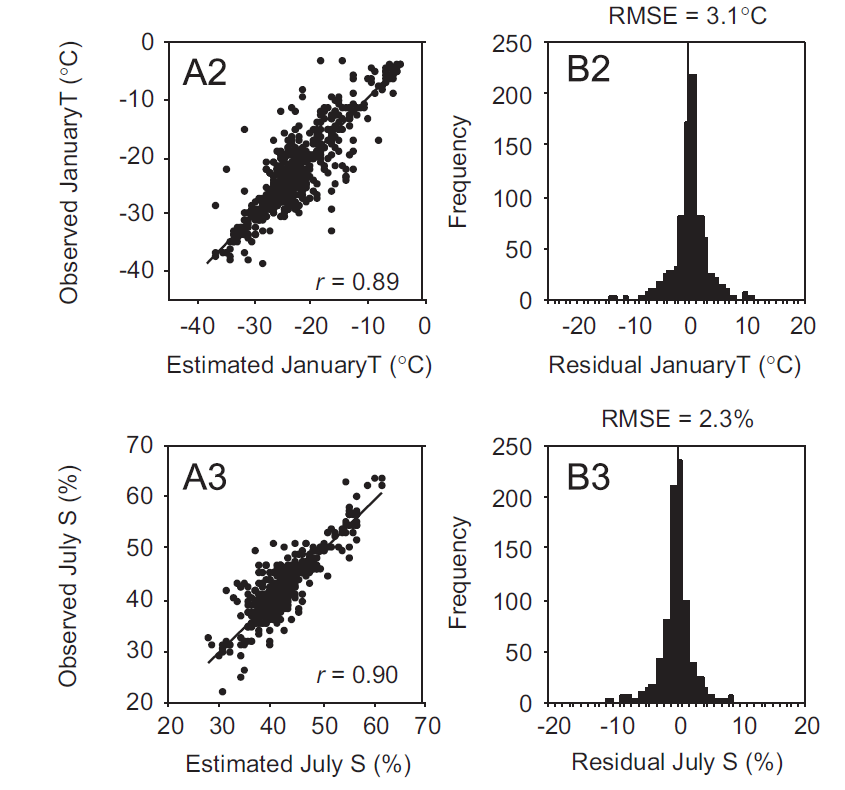 RMSE = 3.1°C
A2
B2
Observed JanuaryT (°C)
0
-10
-20
-30
-40
r = 0.89
-40 -30 -20 -10 0
Estimated JanuaryT (°C)
Frequency
250
200
150
100
50
0
-20 -10 0 10 20
Residual JanuaryT (°C)
RMSE = 2.3%
A3
B3
Observed July S (%)
70
60
50
40
30
20
r = 0.90
20 30 40 50 60 70
Estimated July S (%)
Frequency
250
200
150
100
50
0
-20 -10 0 10 20
Residual July S (%)